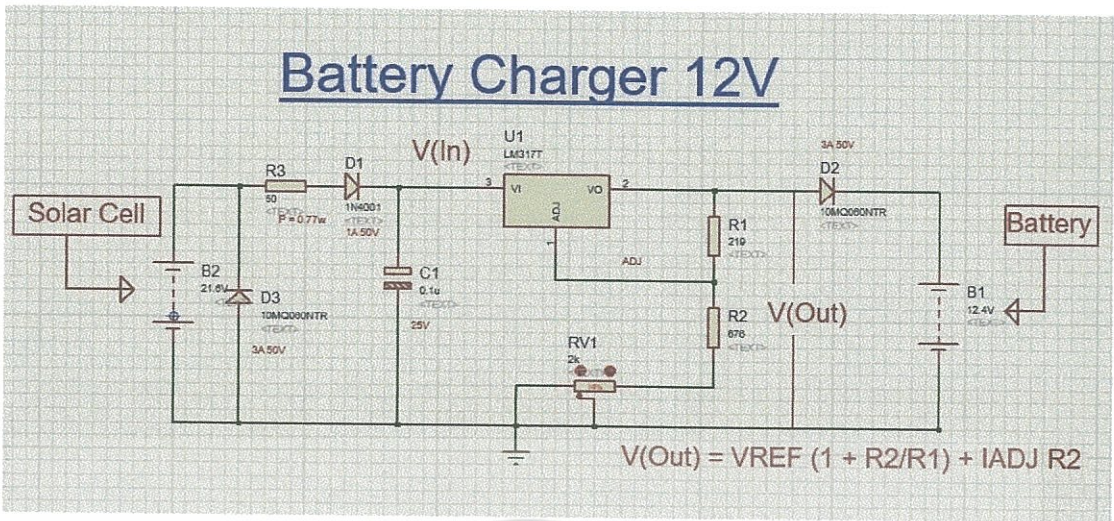 Battery Charger 12V
Solar Cell
B2
21.6V
R3
50
<TEXT>
P = 0.77w
D1
1N4001
<TEXT>
1A 50V
V(In)
D3
10MQ060NTR
<TEXT>
3A 50V
C1
0.1u
<TEXT>
25V
U1
LM317T
<TEXT>
3
VI
VO
2
ADJ
1
ADJ
R1
219
<TEXT>
R2
676
<TEXT>
RV1
2k
V(Out)
3A 50V
D2
10MQ060NTR
<TEXT>
Battery
B1
12.4V
<TEXT>
V(Out) = VREF (1 + R2/R1) + IADJ R2